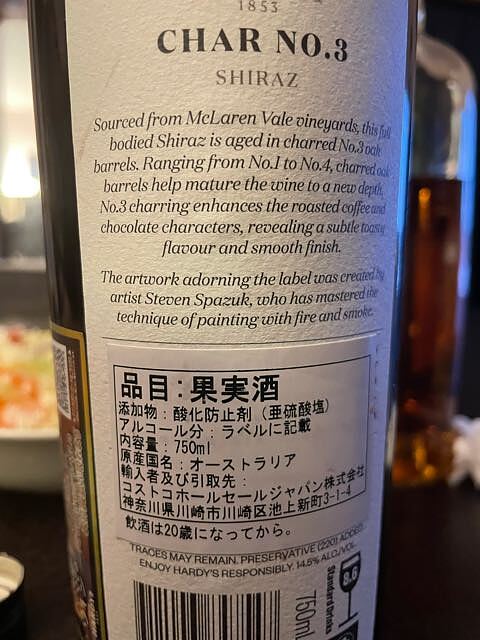 1853
CHAR NO.3
SHIRAZ
Sourced from McLaren Vale vineyards, this full
bodied Shiraz is aged in charred No.3 oak
barrels. Ranging from No.1 to No.4, charred oak
barrels help mature the wine to a new depth.
No.3 charring enhances the roasted coffee and
chocolate characters, revealing a subtle toasty
flavour and smooth finish.
The artwork adorning the label was created by
artist Steven Spazuk, who has mastered the
technique of painting with fire and smoke.
品目:果実酒
添加物:酸化防止剤(亜硫酸塩)
アルコール分:ラベルに記載
内容量:750ml
原産国名:オーストラリア
輸入者及び引取先:
コストコホールセールジャパン株式会社
神奈川県川崎市川崎区池上新町3-1-4
飲酒は20歳になってから。
TRACES MAY REMAIN. PRESERVATIVE (220) ADDED.
ENJOY HARDY'S RESPONSIBLY. 14.5% ALC./VOL.
750ml
Standard Drinks
8.6